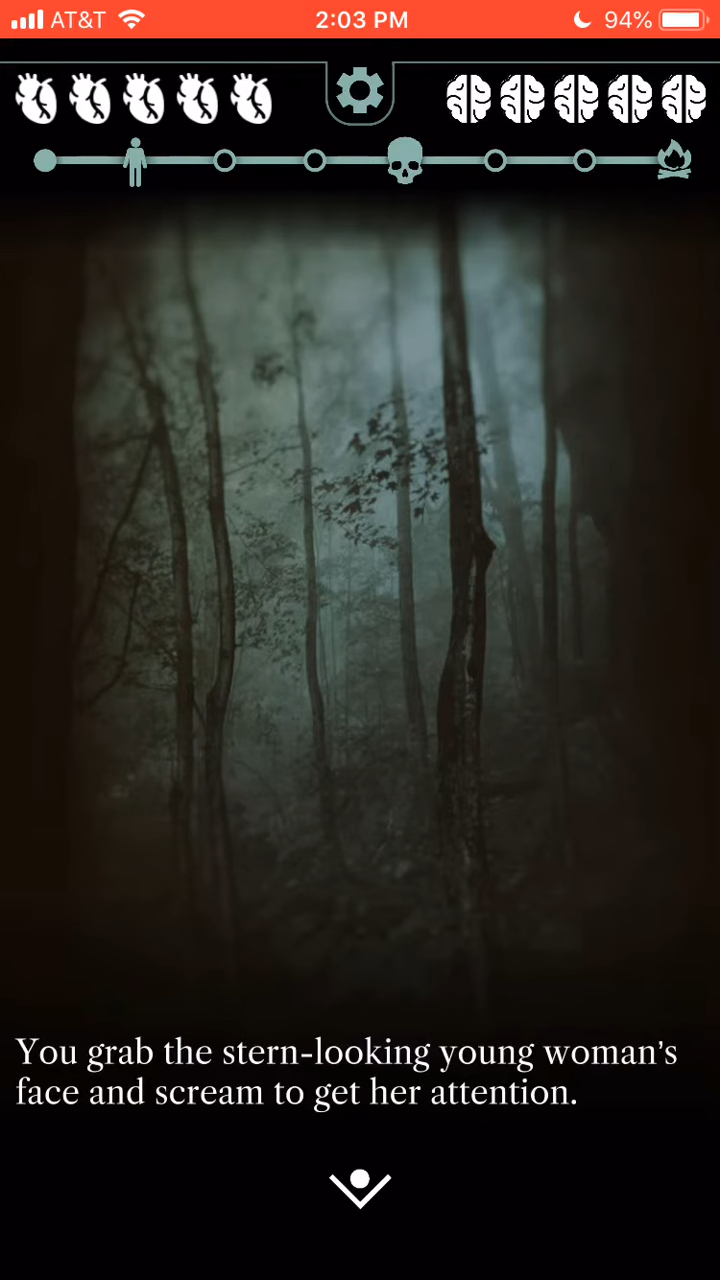 AT&T 2:03 PM 94%
You grab the stern-looking young woman's
face and scream to get her attention.